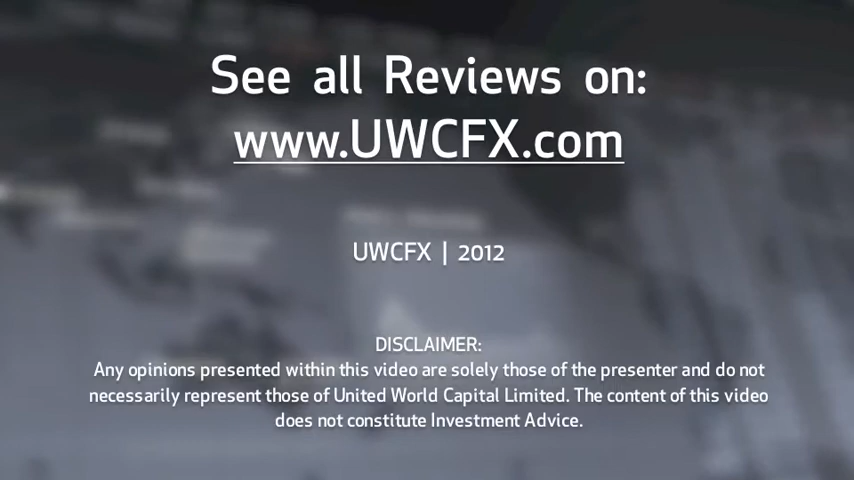 See all Reviews on:
www.UWCFX.com
UWCFX | 2012
DISCLAIMER:
Any opinions presented within this video are solely those of the presenter and do not
necessarily represent those of United World Capital Limited. The content of this video
does not constitute Investment Advice.